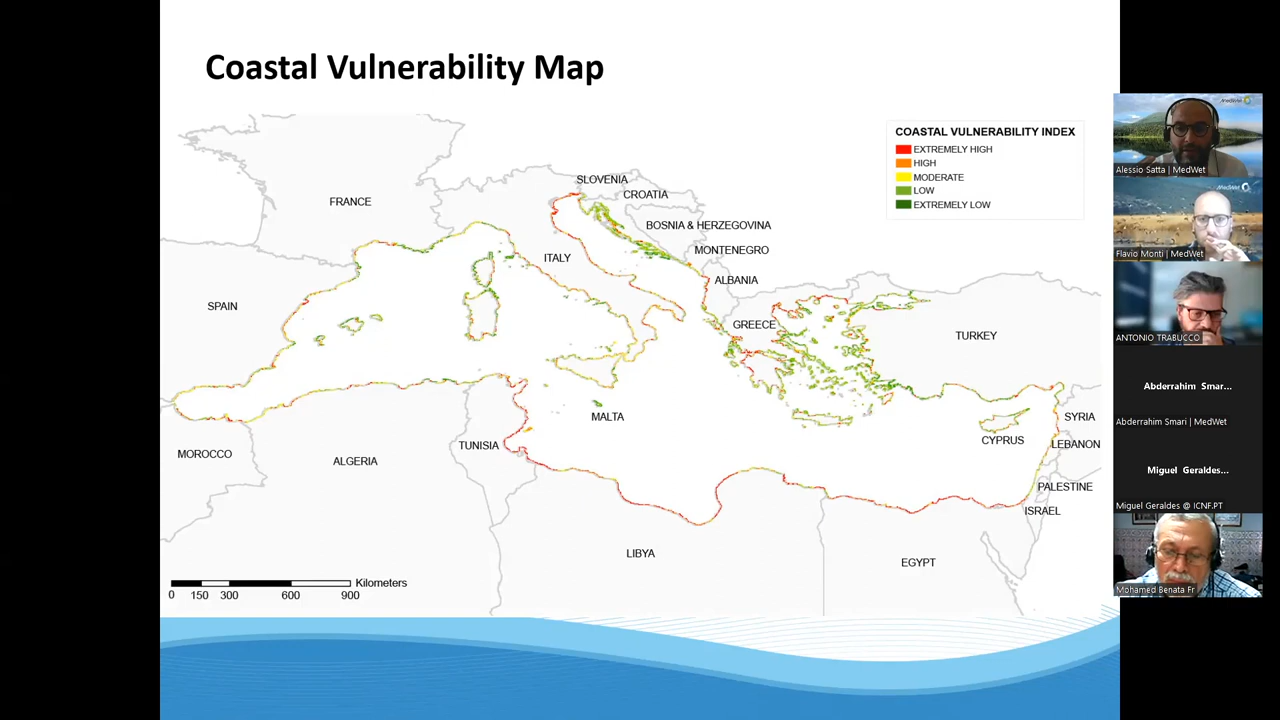 Coastal Vulnerability Map
COASTAL VULNERABILITY INDEX
EXTREMELY HIGH
HIGH
MODERATE
LOW
EXTREMELY LOW
SLOVENIA
CROATIA
FRANCE
BOSNIA & HERZEGOVINA
MONTENEGRO
ITALY
ALBANIA
SPAIN
GREECE
TURKEY
MALTA
SYRIA
CYPRUS
LEBANON
TUNISIA
MOROCCO
ALGERIA
PALESTINE
ISRAEL
LIBYA
EGYPT
Kilometers
0 150 300 600 900
MedWet
Alessio Satta | MedWet
MedWet
Flavio Monti | MedWet
ANTONIO TRABUCCO
Abderrahim Smar...
Abderrahim Smari | MedWet
Miguel Geraldes...
Miguel Geraldes @ ICNF.PT
Mohamed Benata Fr